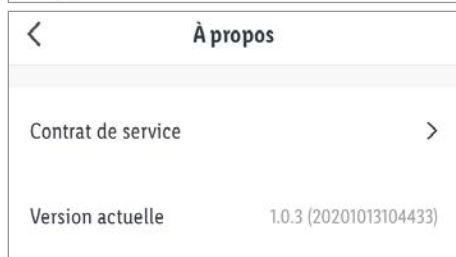 À propos
Contrat de service
Version actuelle 1.0.3 (20201013104433)